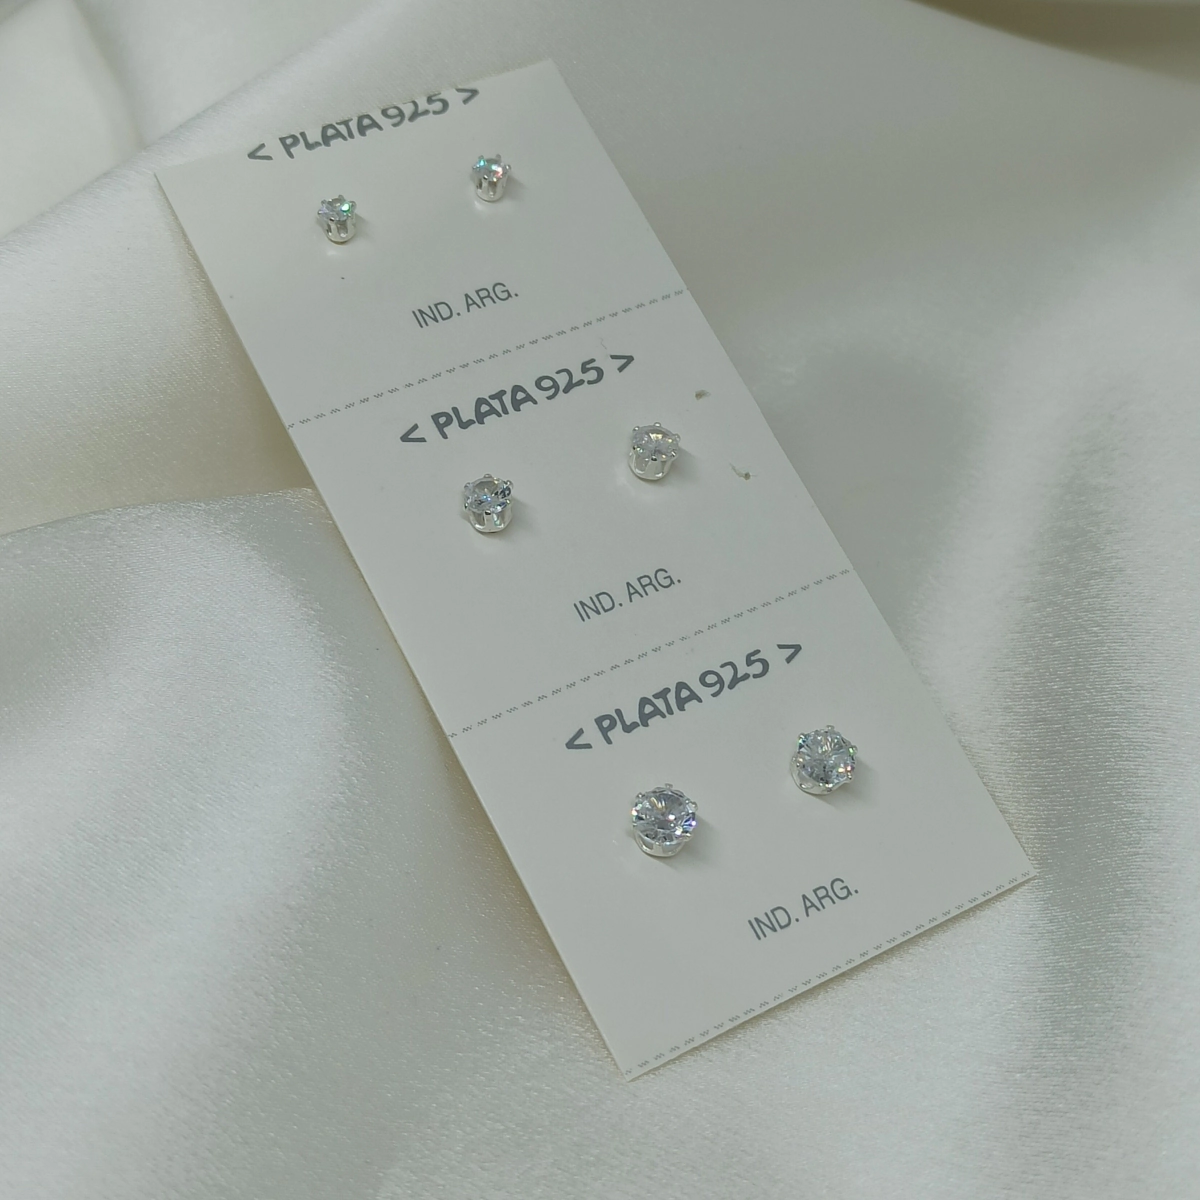 < PLATA 925 >
IND. ARG.
< PLATA 925 >
IND. ARG.
< PLATA 925 >
IND. ARG.